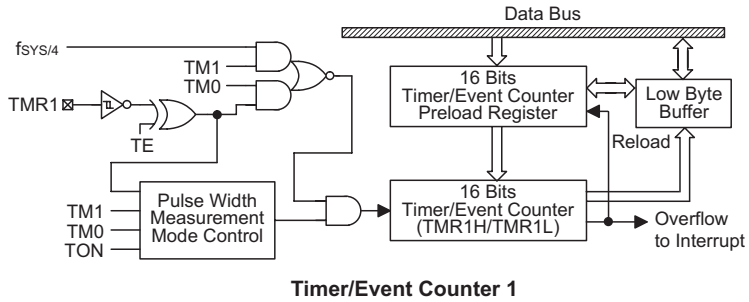 Data Bus
fSYS/4
TM1
TM0
TMR1
TE
16 Bits
Timer/Event Counter
Preload Register
Low Byte
Buffer
Reload
TM1
TM0
TON
Pulse Width
Measurement
Mode Control
16 Bits
Timer/Event Counter
(TMR1H/TMR1L)
Overflow
to Interrupt
Timer/Event Counter 1